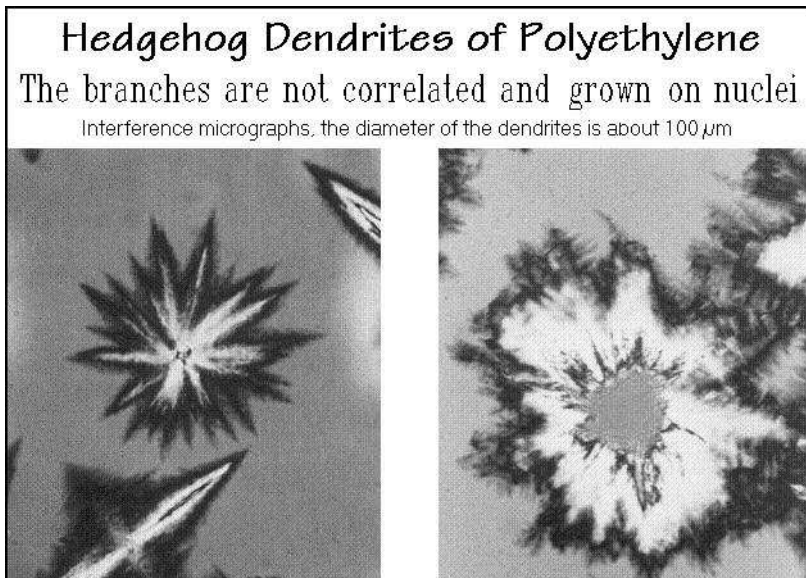 Hedgehog Dendrites of Polyethylene
The branches are not correlated and grown on nuclei
Interference micrographs, the diameter of the dendrites is about 100 µm